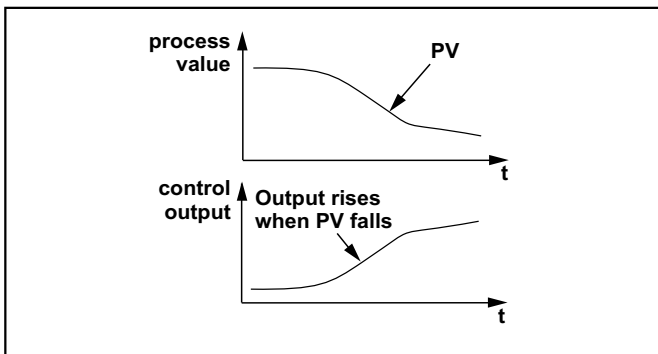 process
value
PV
t
control
output
Output rises
when PV falls
t